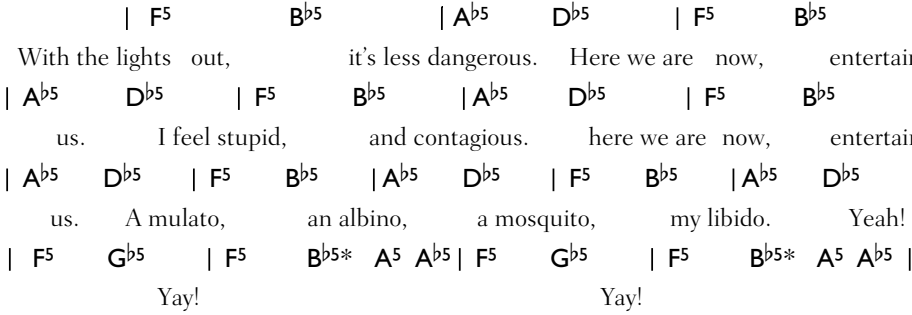 | F⁵ B♭⁵ | A♭⁵ D♭⁵ | F⁵ B♭⁵
With the lights out, it's less dangerous. Here we are now, entertain
| A♭⁵ D♭⁵ | F⁵ B♭⁵ | A♭⁵ D♭⁵ | F⁵ B♭⁵
us. I feel stupid, and contagious. here we are now, entertain
| A♭⁵ D♭⁵ | F⁵ B♭⁵ | A♭⁵ D♭⁵ | F⁵ B♭⁵ | A♭⁵ D♭⁵
us. A mulato, an albino, a mosquito, my libido. Yeah!
| F⁵ G♭⁵ | F⁵ B♭⁵* A⁵ A♭⁵ | F⁵ G♭⁵ | F⁵ B♭⁵* A⁵ A♭⁵ |
Yay! Yay!